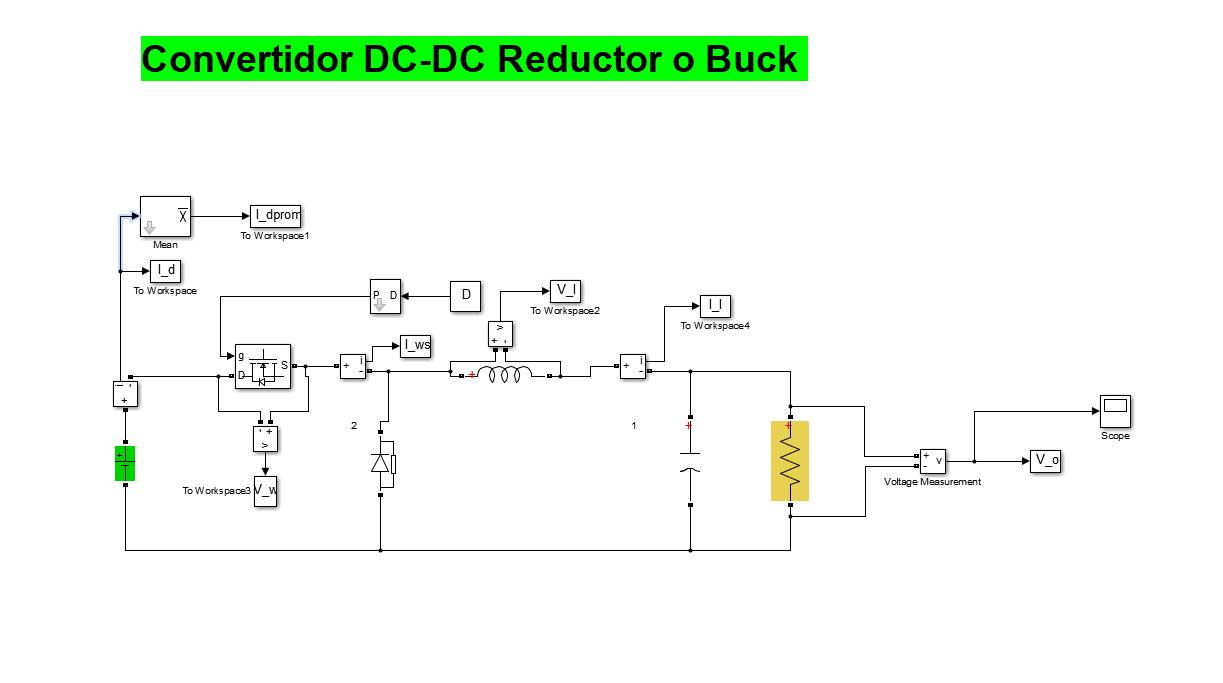 Convertidor DC-DC Reductor o Buck
X
Mean
I_dprom
To Workspace1
I_d
To Workspace
P D
D
V_l
To Workspace2
I_l
To Workspace4
v
+ -
I_ws
g
D
S
+ i -
+ i -
i - +
- +
v
2
1
+
V_w
To Workspace3
+ - v
Voltage Measurement
V_o
Scope